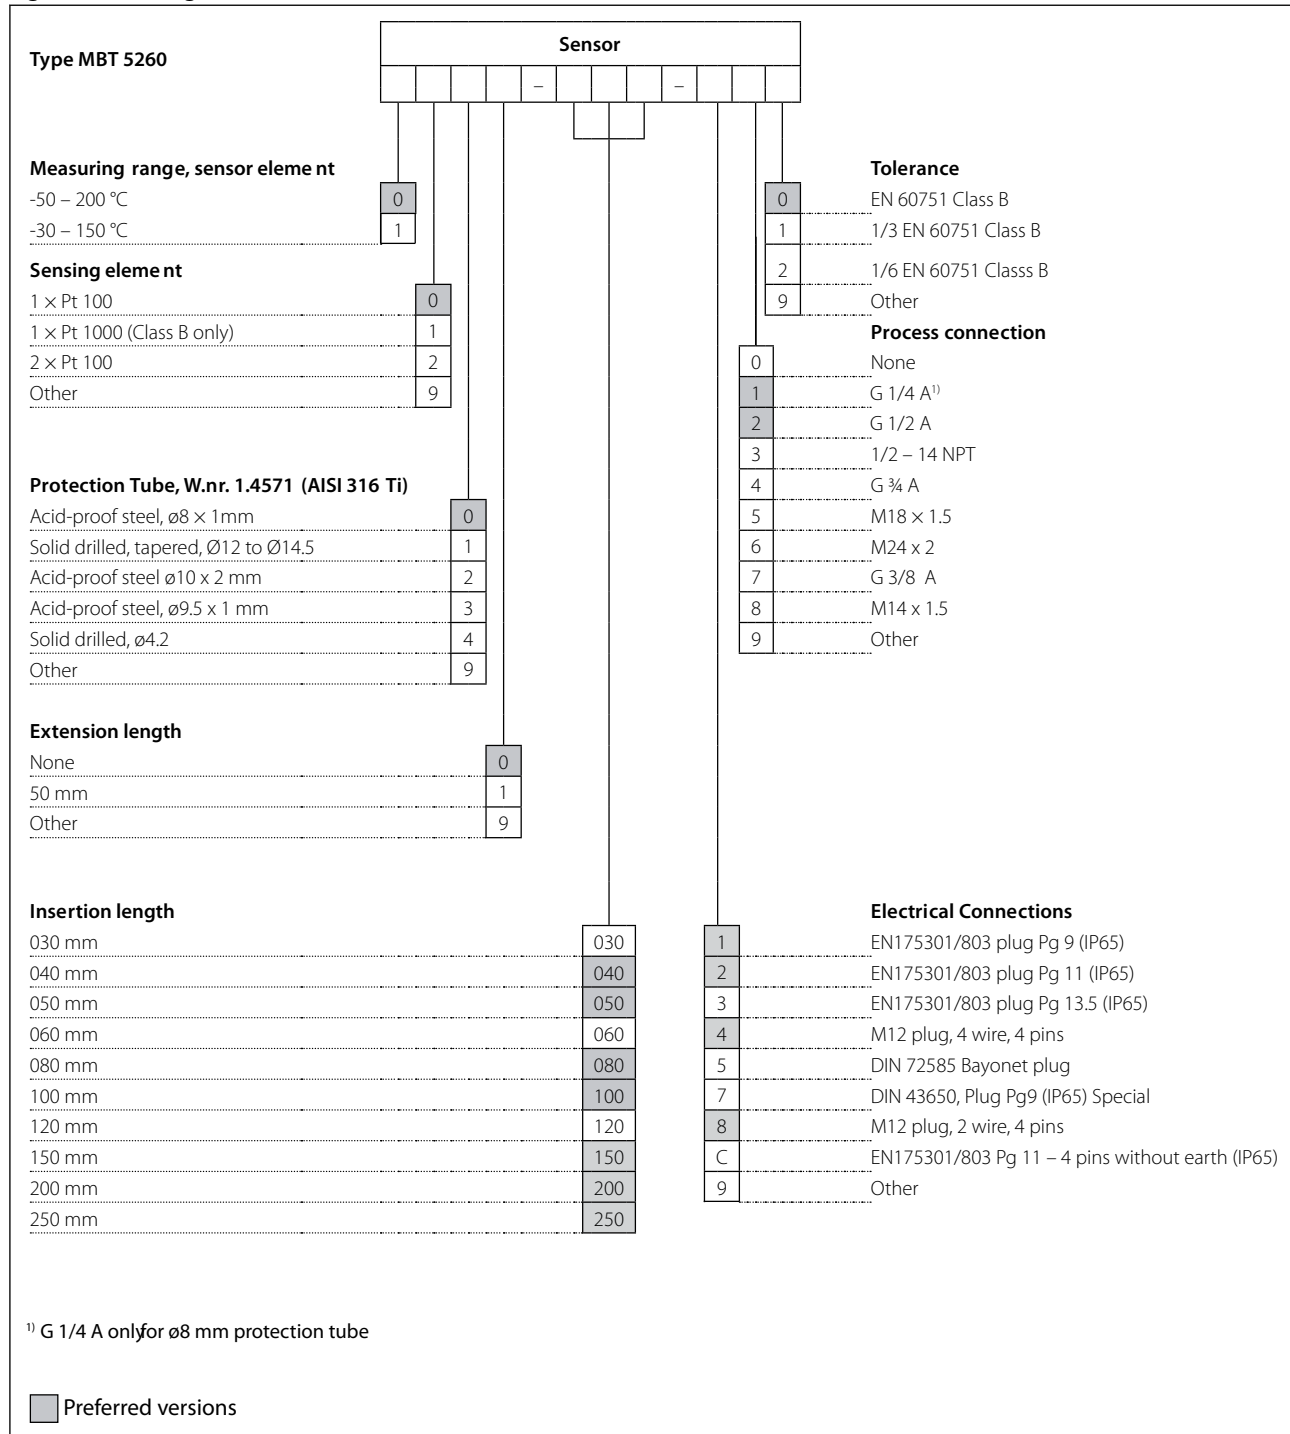 Type MBT 5260
Sensor
– –
Measuring range, sensor eleme nt
-50 – 200 °C 0
-30 – 150 °C 1
Sensing eleme nt
1 × Pt 100 0
1 × Pt 1000 (Class B only) 1
2 × Pt 100 2
Other 9
Protection Tube, W.nr. 1.4571 (AISI 316 Ti)
Acid-proof steel, ø8 × 1mm 0
Solid drilled, tapered, Ø12 to Ø14.5 1
Acid-proof steel ø10 x 2 mm 2
Acid-proof steel, ø9.5 x 1 mm 3
Solid drilled, ø4.2 4
Other 9
Extension length
None 0
50 mm 1
Other 9
Insertion length
030 mm 030
040 mm 040
050 mm 050
060 mm 060
080 mm 080
100 mm 100
120 mm 120
150 mm 150
200 mm 200
250 mm 250
Tolerance
0 EN 60751 Class B
1 1/3 EN 60751 Class B
2 1/6 EN 60751 Classs B
9 Other
Process connection
0 None
1 G 1/4 A1)
2 G 1/2 A
3 1/2 – 14 NPT
4 G ¾ A
5 M18 × 1.5
6 M24 x 2
7 G 3/8 A
8 M14 x 1.5
9 Other
Electrical Connections
1 EN175301/803 plug Pg 9 (IP65)
2 EN175301/803 plug Pg 11 (IP65)
3 EN175301/803 plug Pg 13.5 (IP65)
4 M12 plug, 4 wire, 4 pins
5 DIN 72585 Bayonet plug
7 DIN 43650, Plug Pg9 (IP65) Special
8 M12 plug, 2 wire, 4 pins
C EN175301/803 Pg 11 – 4 pins without earth (IP65)
9 Other
1) G 1/4 A only for ø8 mm protection tube
Preferred versions